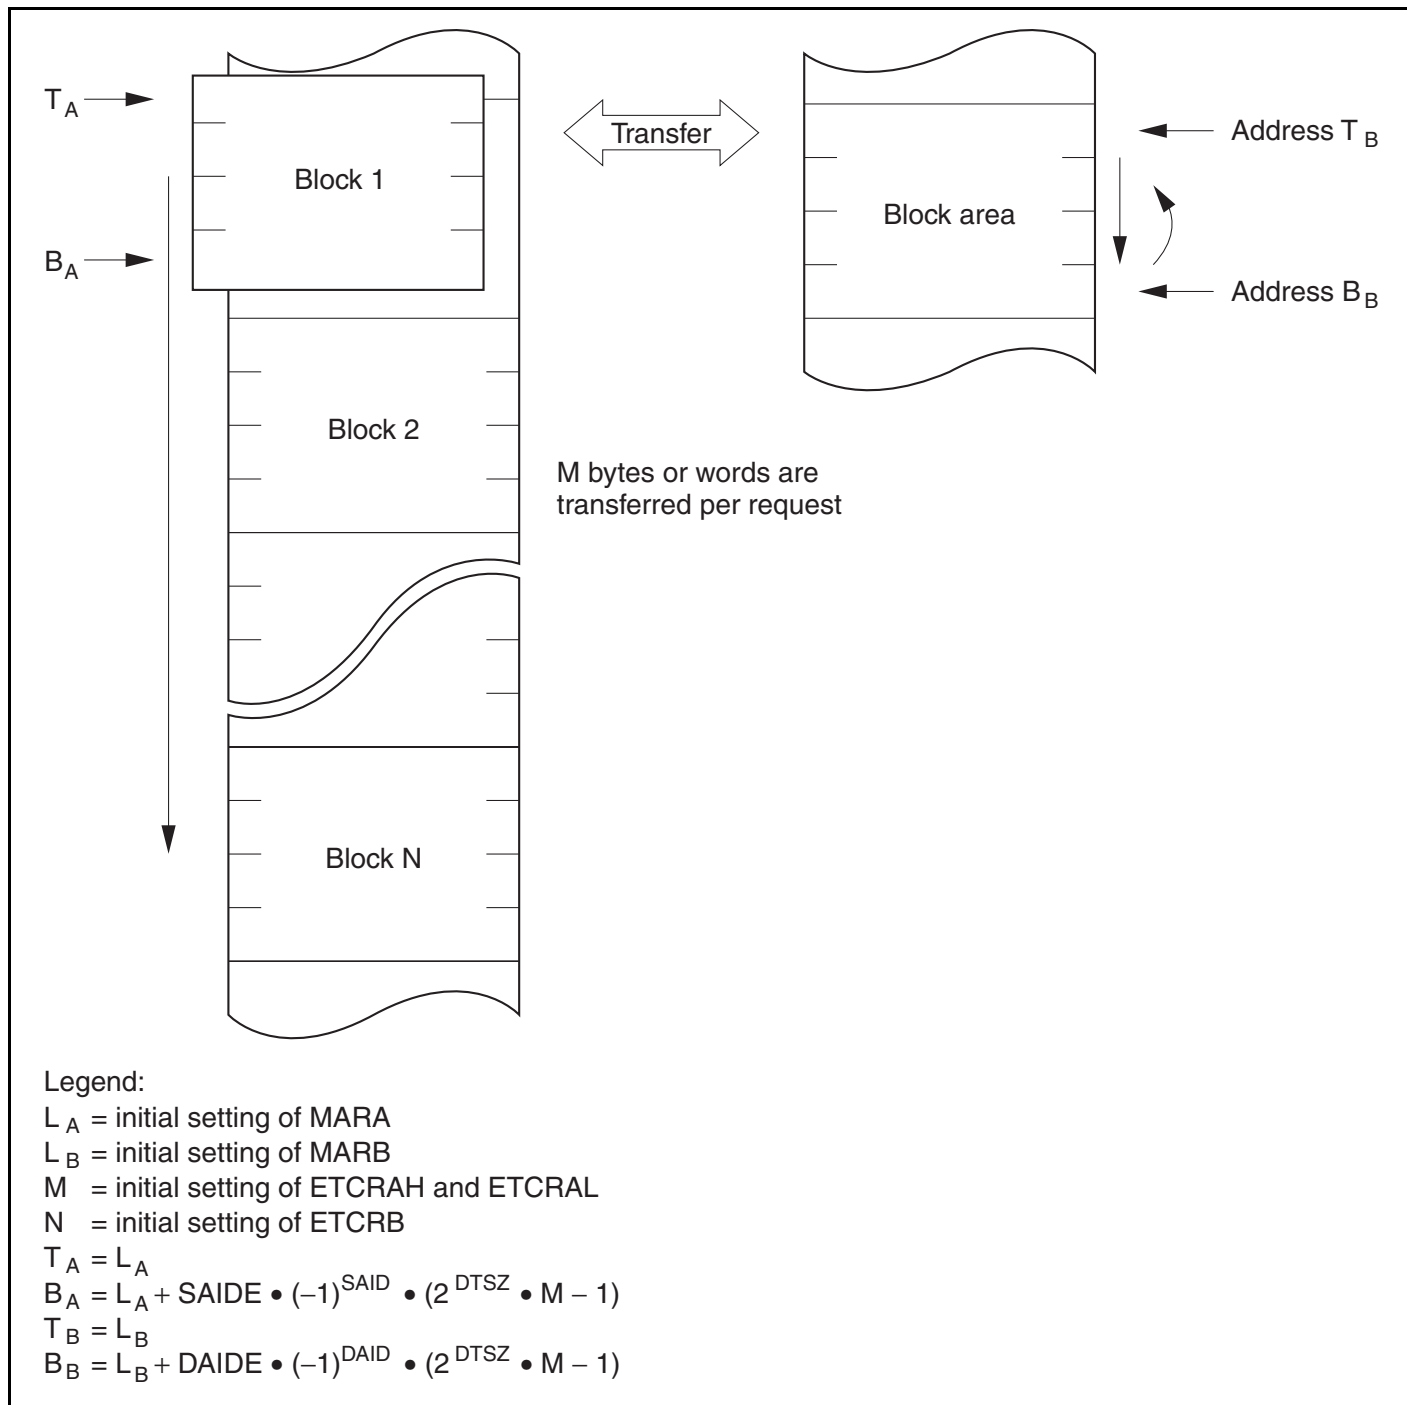 T A
Transfer
Address T B
Block 1
Block area
B A
Address B B
Block 2
M bytes or words are
transferred per request
Block N
Legend:
L A = initial setting of MARA
L B = initial setting of MARB
M = initial setting of ETCRAH and ETCRAL
N = initial setting of ETCRB
T A = L A
B A = L A + SAIDE • (–1)^SAID • (2^DTSZ • M – 1)
T B = L B
B B = L B + DAIDE • (–1)^DAID • (2^DTSZ • M – 1)